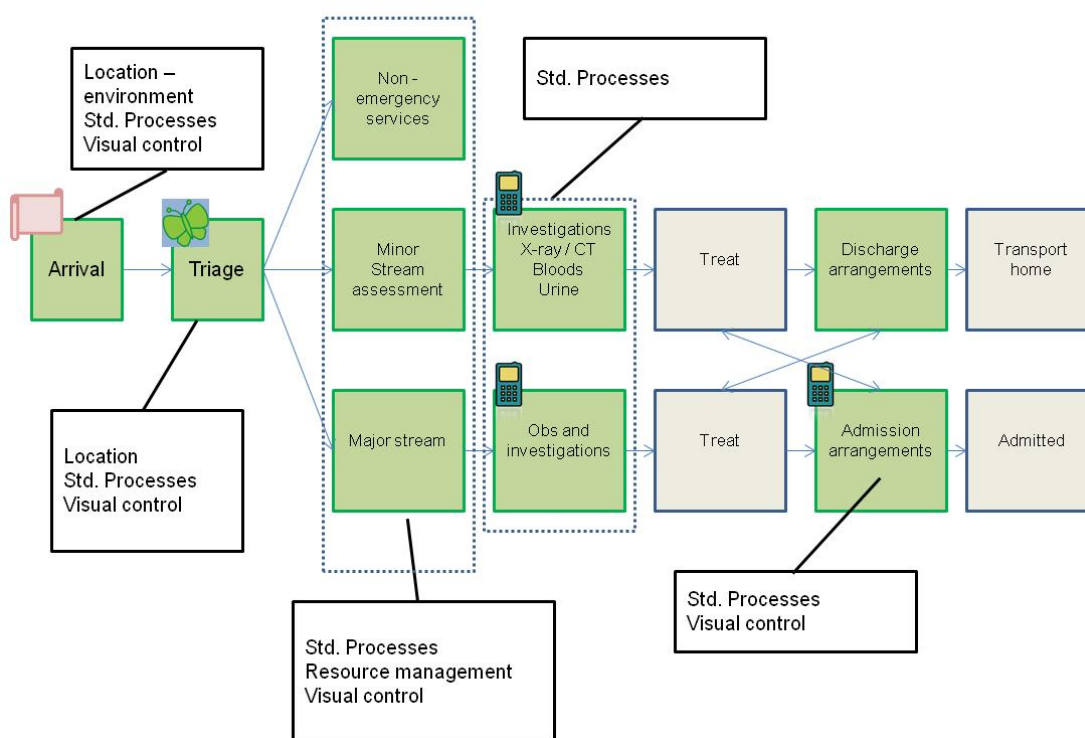 Location –
environment
Std. Processes
Visual control
Non -
emergency
services
Std. Processes
Arrival
Triage
Minor
Stream
assessment
Investigations
X-ray / CT
Bloods
Urine
Treat
Discharge
arrangements
Transport
home
Location
Std. Processes
Visual control
Major stream
Obs and
investigations
Treat
Admission
arrangements
Admitted
Std. Processes
Resource management
Visual control
Std. Processes
Visual control